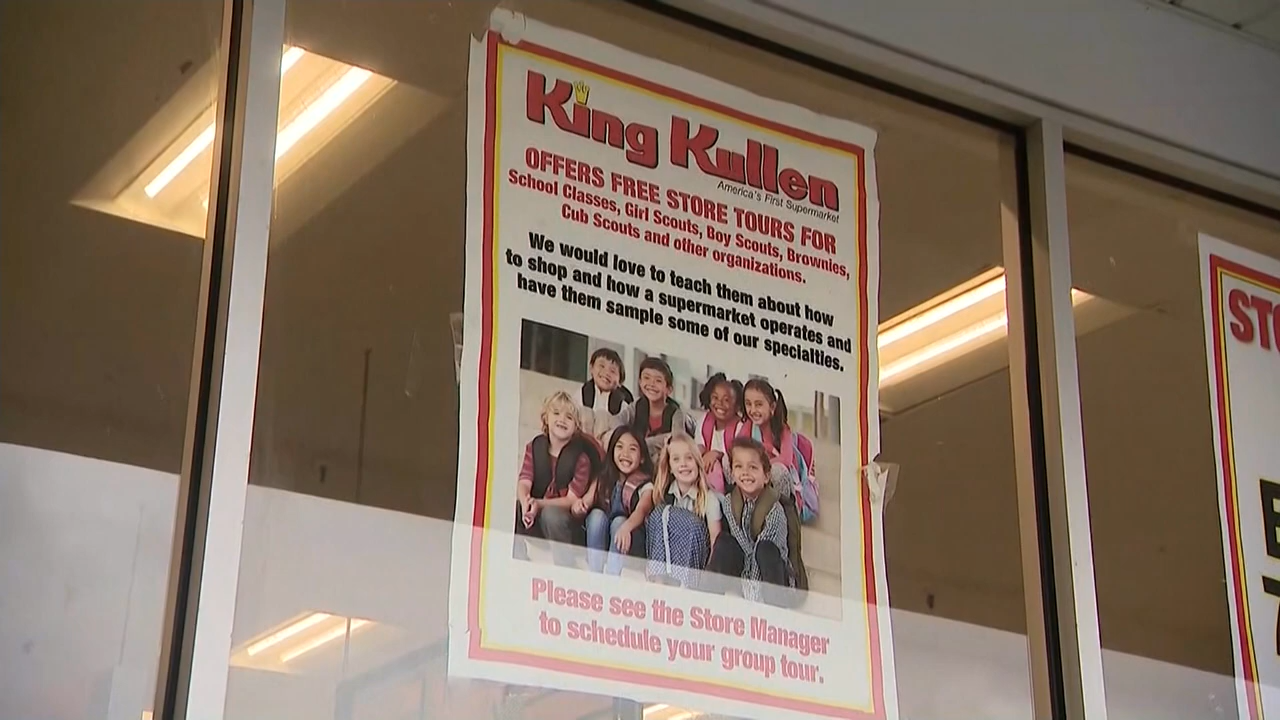 King Kullen
America's First Supermarket
OFFERS FREE STORE TOURS FOR
School Classes, Girl Scouts, Boy Scouts, Brownies,
Cub Scouts and other organizations.
We would love to teach them about how
to shop and how a supermarket operates and
have them sample some of our specialties.
Please see the Store Manager
to schedule your group tour.